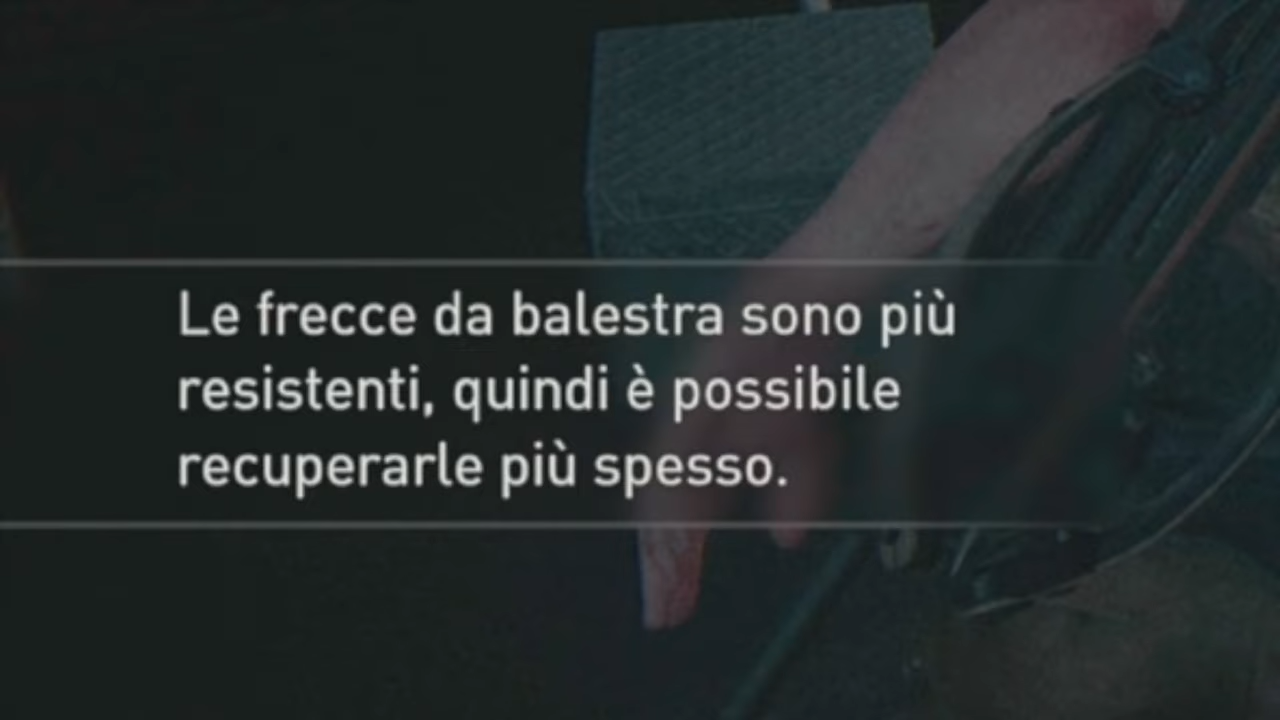 Le frecce da balestra sono più
resistenti, quindi è possibile
recuperarle più spesso.